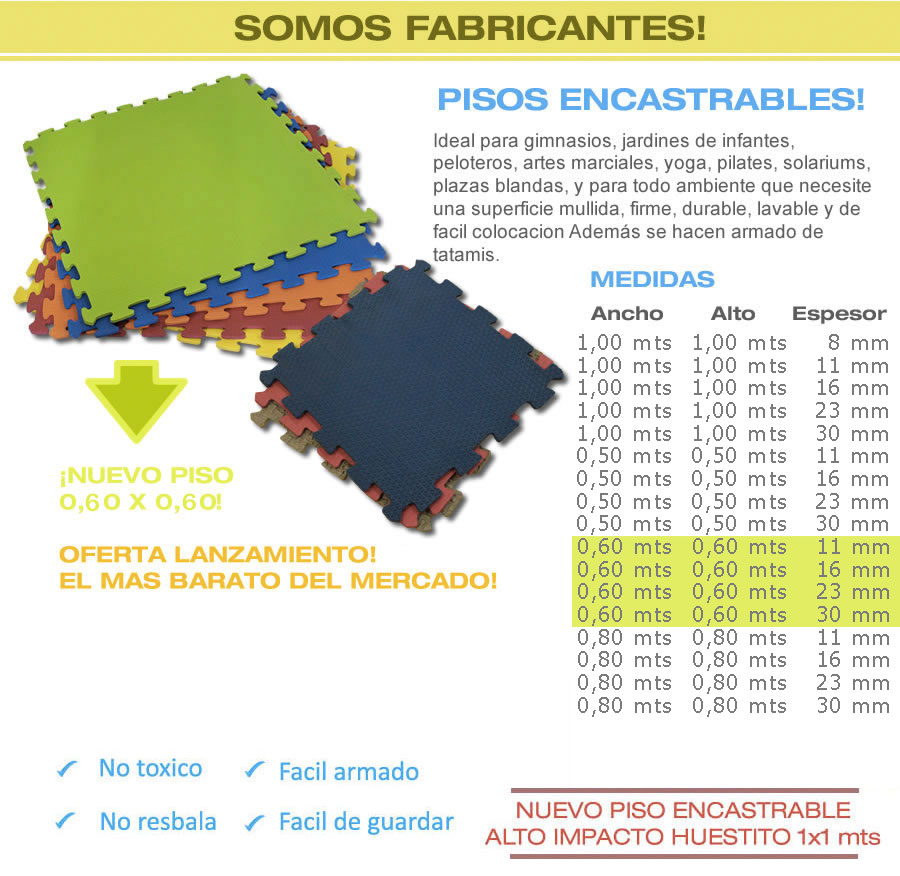 SOMOS FABRICANTES!
PISOS ENCASTRABLES!
Ideal para gimnasios, jardines de infantes,
peloteros, artes marciales, yoga, pilates, solariums,
plazas blandas, y para todo ambiente que necesite
una superficie mullida, firme, durable, lavable y de
facil colocacion Además se hacen armado de
tatamis.
MEDIDAS
Ancho Alto Espesor
1,00 mts 1,00 mts 8 mm
1,00 mts 1,00 mts 11 mm
1,00 mts 1,00 mts 16 mm
1,00 mts 1,00 mts 23 mm
1,00 mts 1,00 mts 30 mm
0,50 mts 0,50 mts 11 mm
0,50 mts 0,50 mts 16 mm
0,50 mts 0,50 mts 23 mm
0,50 mts 0,50 mts 30 mm
0,60 mts 0,60 mts 11 mm
0,60 mts 0,60 mts 16 mm
0,60 mts 0,60 mts 23 mm
0,60 mts 0,60 mts 30 mm
0,80 mts 0,80 mts 11 mm
0,80 mts 0,80 mts 16 mm
0,80 mts 0,80 mts 23 mm
0,80 mts 0,80 mts 30 mm
¡NUEVO PISO
0,60 X 0,60!
OFERTA LANZAMIENTO!
EL MAS BARATO DEL MERCADO!
No toxico
Facil armado
No resbala
Facil de guardar
NUEVO PISO ENCASTRABLE
ALTO IMPACTO HUESTITO 1x1 mts